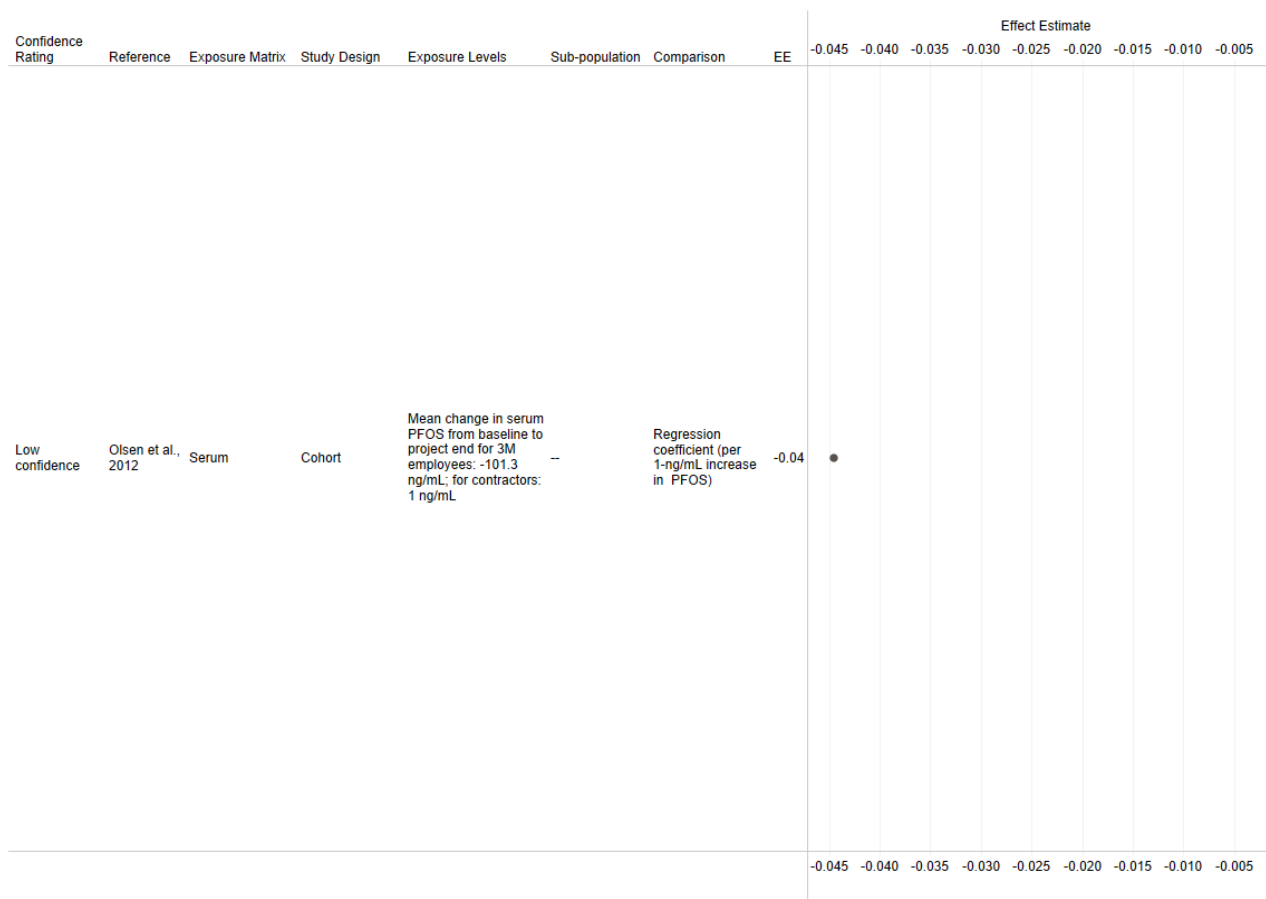 Effect Estimate
Confidence
Rating Reference Exposure Matrix Study Design Exposure Levels Sub-population Comparison EE -0.045 -0.040 -0.035 -0.030 -0.025 -0.020 -0.015 -0.010 -0.005
Low
confidence
Olsen et al.,
2012
Serum
Cohort
Mean change in serum
PFOS from baseline to
project end for 3M
employees: -101.3
ng/mL; for contractors:
1 ng/mL
--
Regression
coefficient (per
1-ng/mL increase
in PFOS)
-0.04
-0.045 -0.040 -0.035 -0.030 -0.025 -0.020 -0.015 -0.010 -0.005